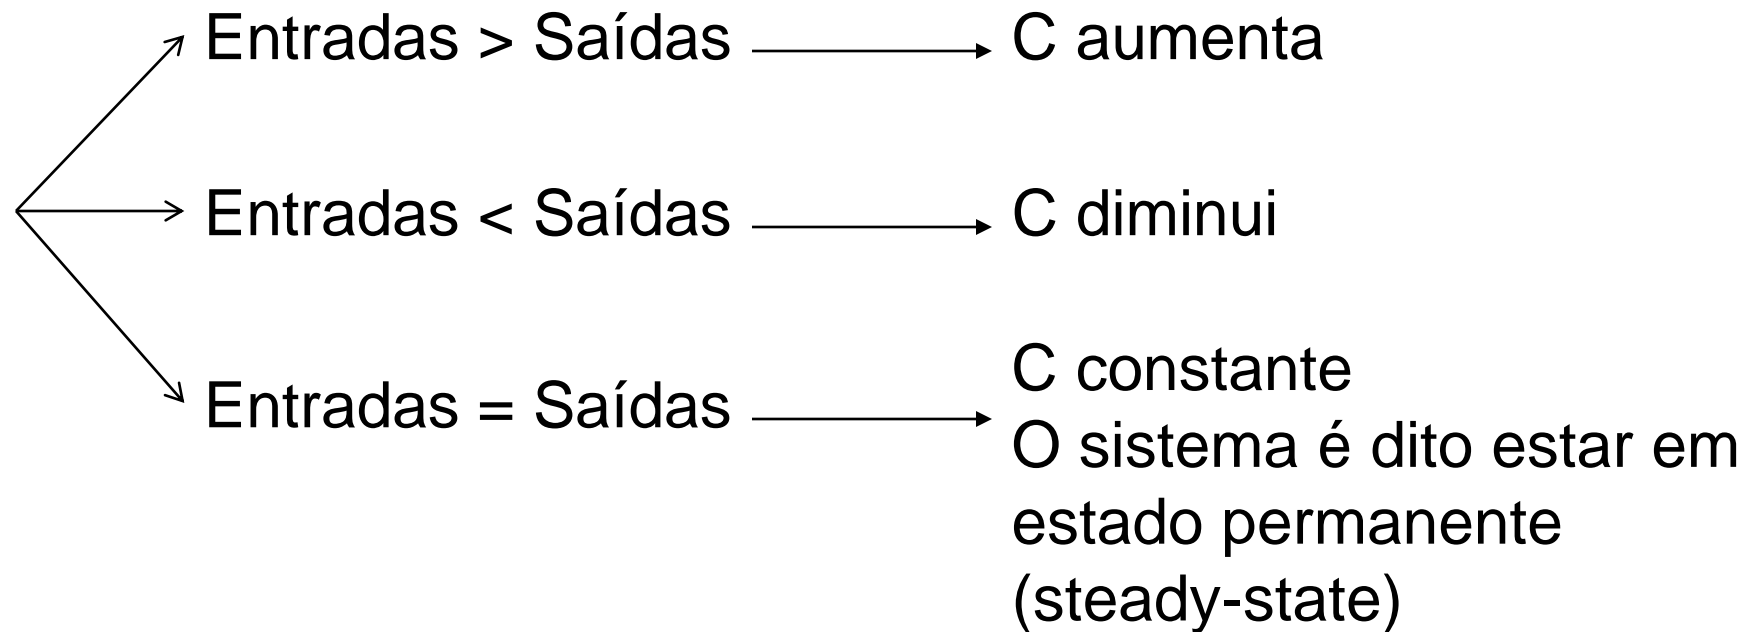 Entradas > Saídas
C aumenta
Entradas < Saídas
C diminui
Entradas = Saídas
C constante
O sistema é dito estar em
estado permanente
(steady-state)